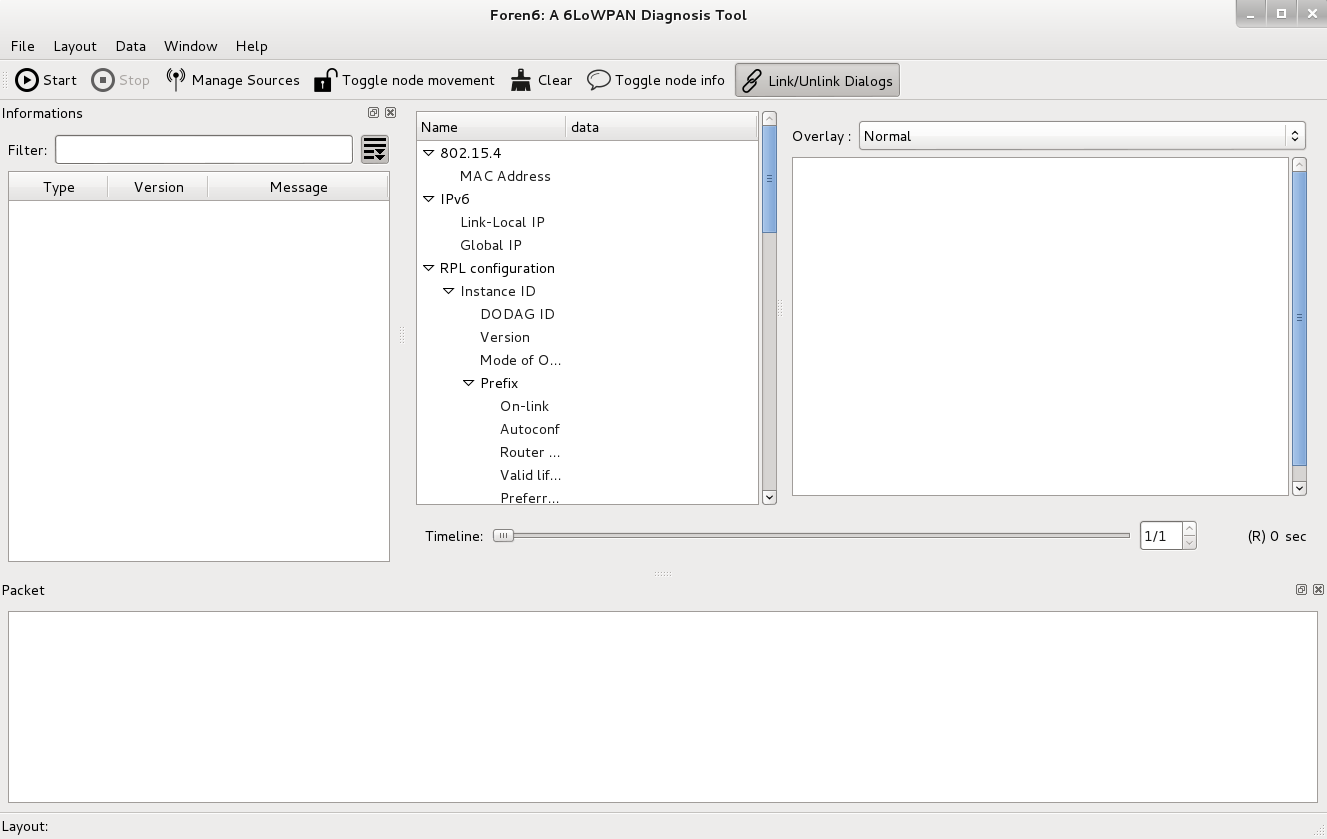 Foren6: A 6LoWPAN Diagnosis Tool
File Layout Data Window Help
Start Stop Manage Sources Toggle node movement Clear Toggle node info Link/Unlink Dialogs
Informations
Filter:
Type Version Message
Name data
802.15.4
MAC Address
IPv6
Link-Local IP
Global IP
RPL configuration
Instance ID
DODAG ID
Version
Mode of O...
Prefix
On-link
Autoconf
Router ...
Valid lif...
Preferr...
Overlay : Normal
Timeline: 1/1 (R) 0 sec
Packet
Layout: